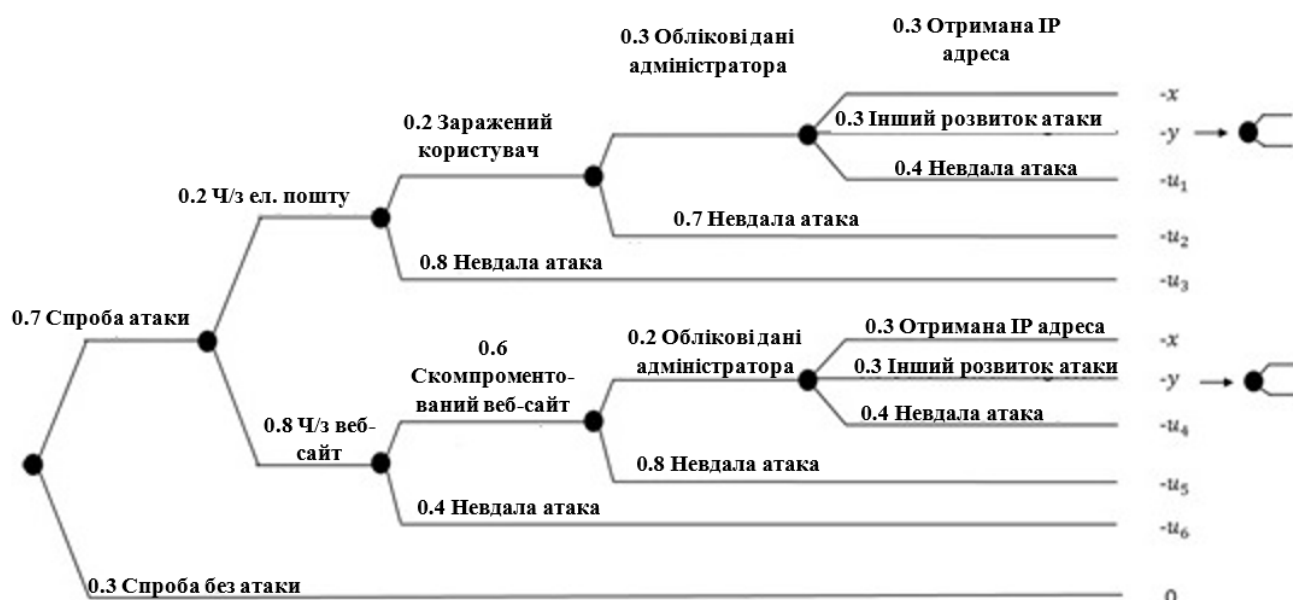 0.3 Облікові дані
адміністратора
0.3 Отримана IP
адреса
-x
0.2 Заражений
користувач
0.3 Інший розвиток атаки
-y
0.4 Невдала атака
-u₁
0.2 Ч/з ел. пошту
0.7 Невдала атака
-u₂
0.8 Невдала атака
-u₃
0.7 Спроба атаки
0.6
Скомпроменто-
ваний веб-сайт
0.2 Облікові дані
адміністратора
0.3 Отримана IP адреса
-x
0.3 Інший розвиток атаки
-y
0.8 Ч/з веб-
сайт
0.4 Невдала атака
-u₄
0.8 Невдала атака
-u₅
0.4 Невдала атака
-u₆
0.3 Спроба без атаки
0